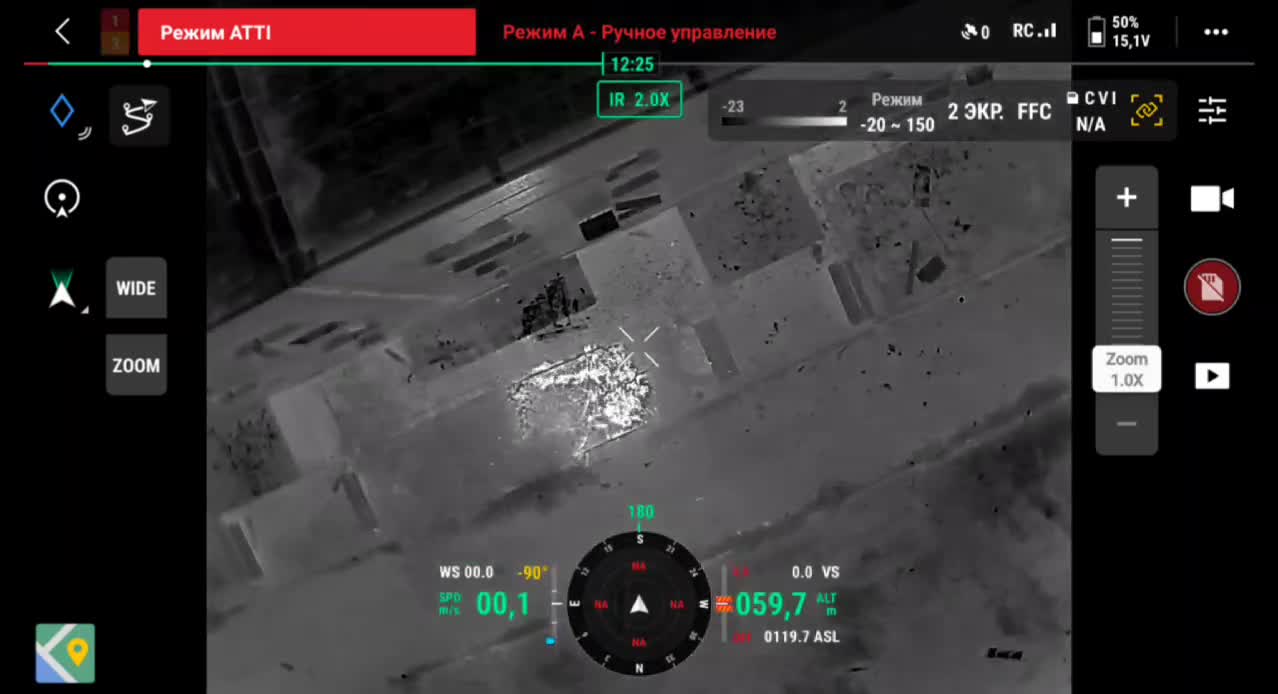 1
3
Режим ATTI
Режим А - Ручное управление
0
RC
50%
15,1V
12:25
IR 2.0X
-23
2
Режим
-20 ~ 150
2 ЭКР.
FFC
CVI
N/A
WIDE
ZOOM
+
Zoom
1.0X
−
180
S
W
N
E
NA
NA
NA
NA
WS 00.0
-90°
SPD
m/s
00,1
0.0 VS
059,7
ALT
m
0119.7 ASL